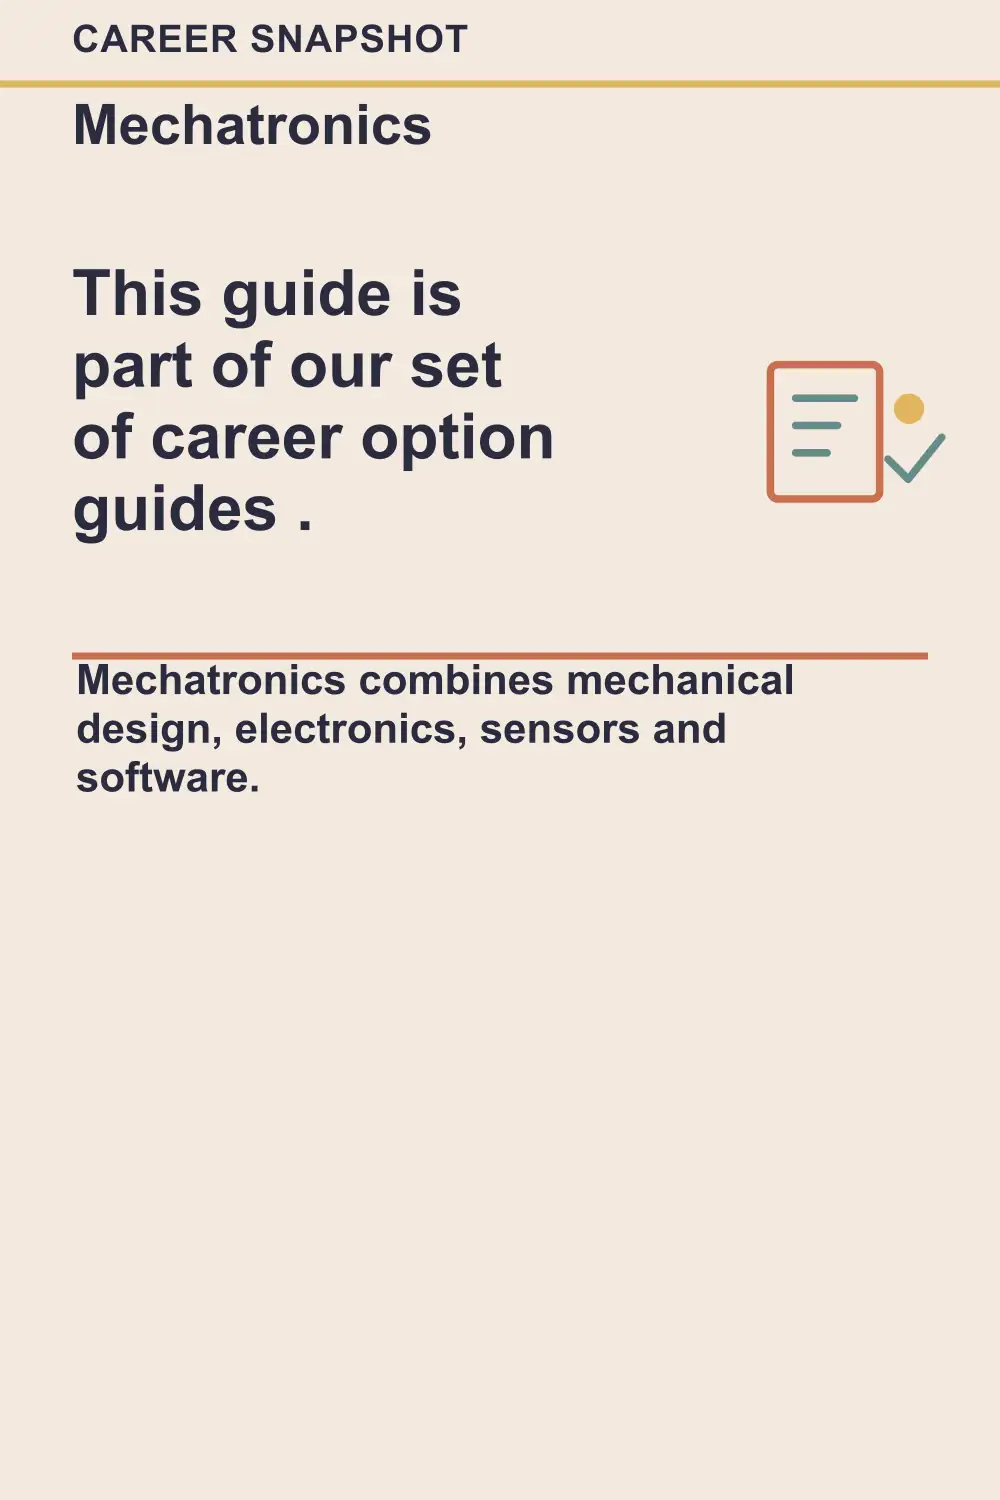 CAREER SNAPSHOT
Mechatronics
This guide is
part of our set
of career option
guides .
Mechatronics combines mechanical
design, electronics, sensors and
software.